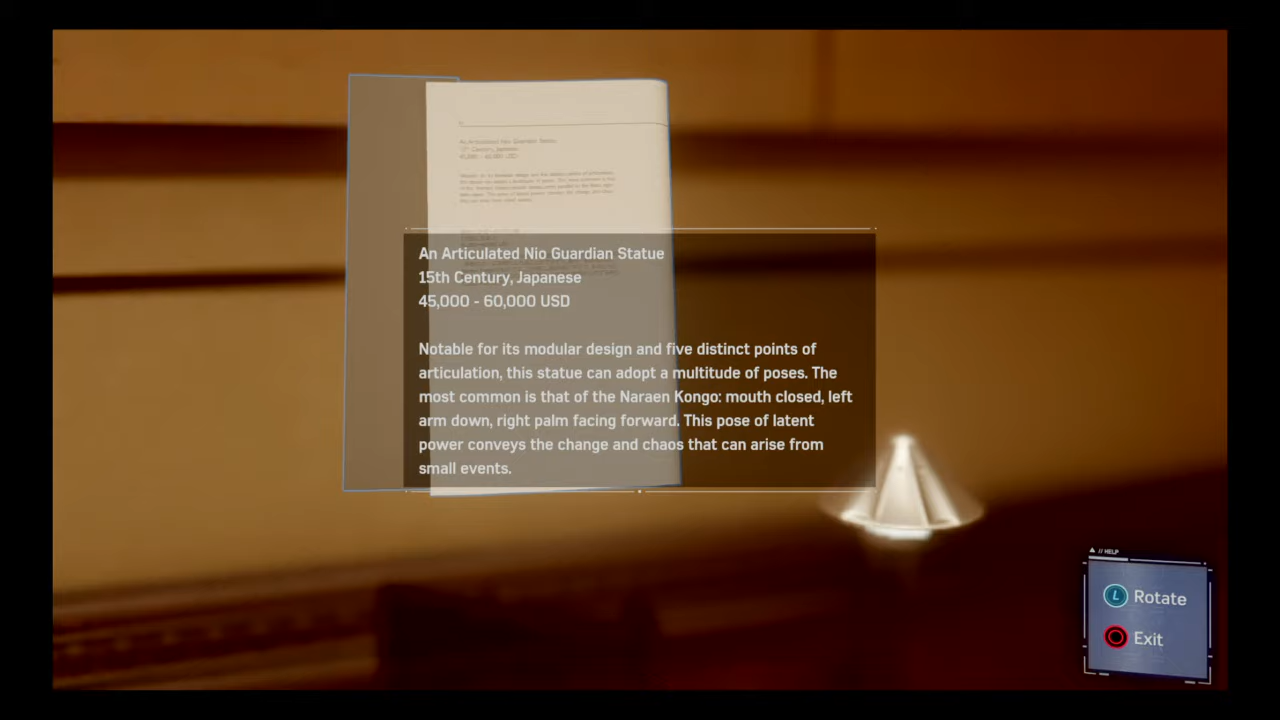 An Articulated Nio Guardian Statue
15th Century, Japanese
45,000 - 60,000 USD
Notable for its modular design and five distinct points of
articulation, this statue can adopt a multitude of poses. The
most common is that of the Naraen Kongo: mouth closed, left
arm down, right palm facing forward. This pose of latent
power conveys the change and chaos that can arise from
small events.
// HELP
L Rotate
Exit